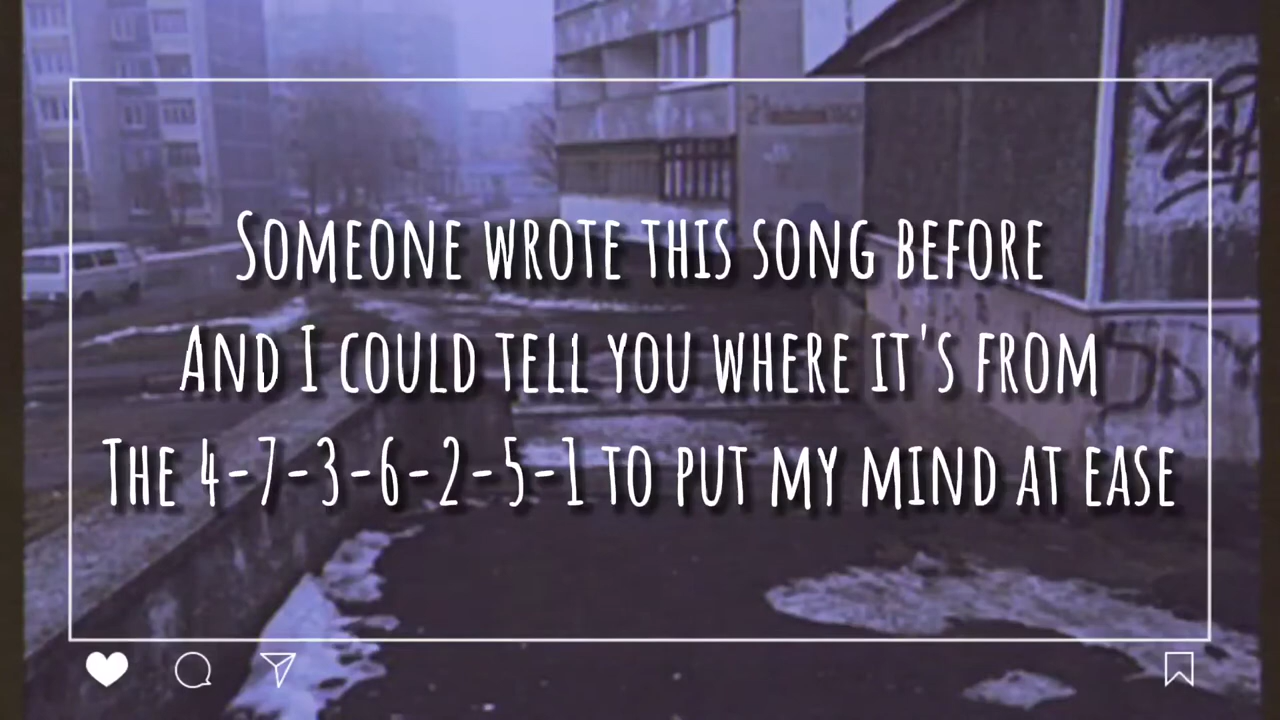 Someone wrote this song before
And I could tell you where it's from
The 4-7-3-6-2-5-1 to put my mind at ease